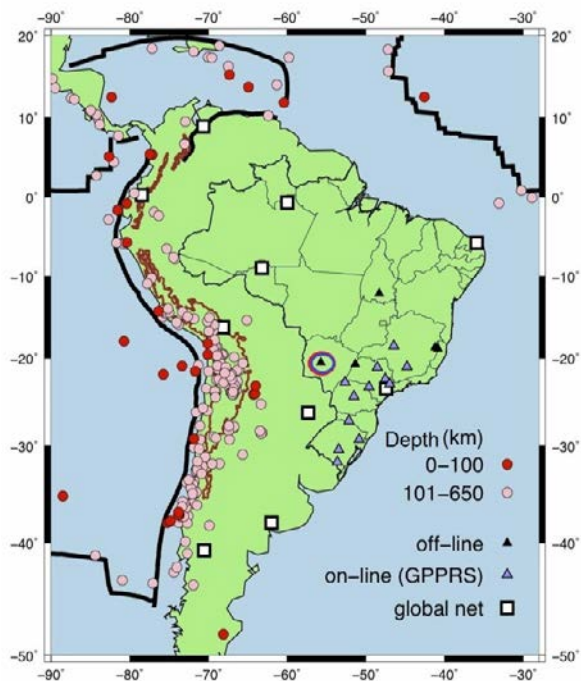 −90˚ −80˚ −70˚ −60˚ −50˚ −40˚ −30˚
20˚ 20˚
10˚ 10˚
0˚ 0˚
−10˚ −10˚
−20˚ −20˚
−30˚ −30˚
−40˚ −40˚
−50˚ −50˚
Depth (km)
0−100
101−650
off−line
on−line (GPPRS)
global net
−90˚ −80˚ −70˚ −60˚ −50˚ −40˚ −30˚